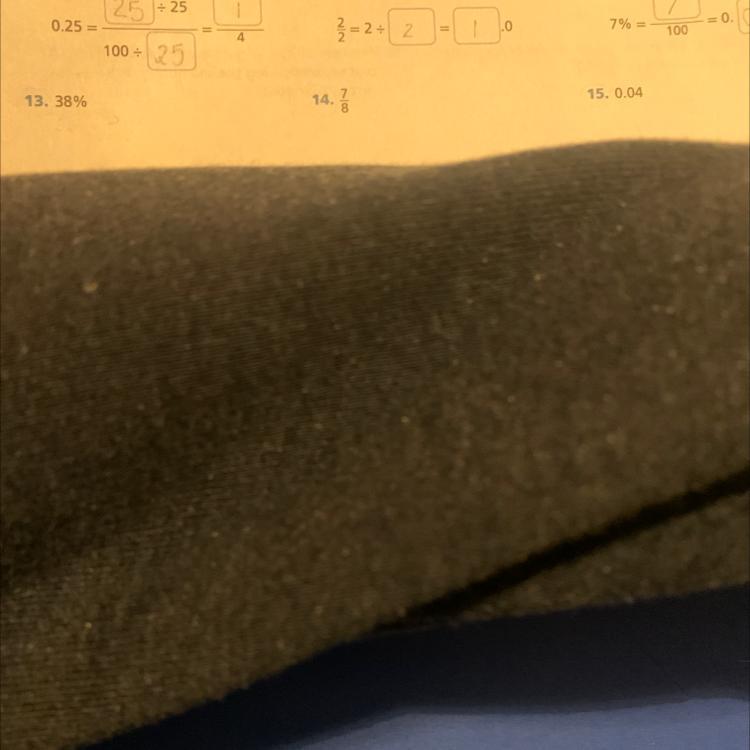 0.25 = 25 ÷ 25 / 100 ÷ 25 = 1 / 4
2/2 = 2 ÷ 2 = 1 .0
7% = 7 / 100 = 0.
13. 38%
14. 7/8
15. 0.04